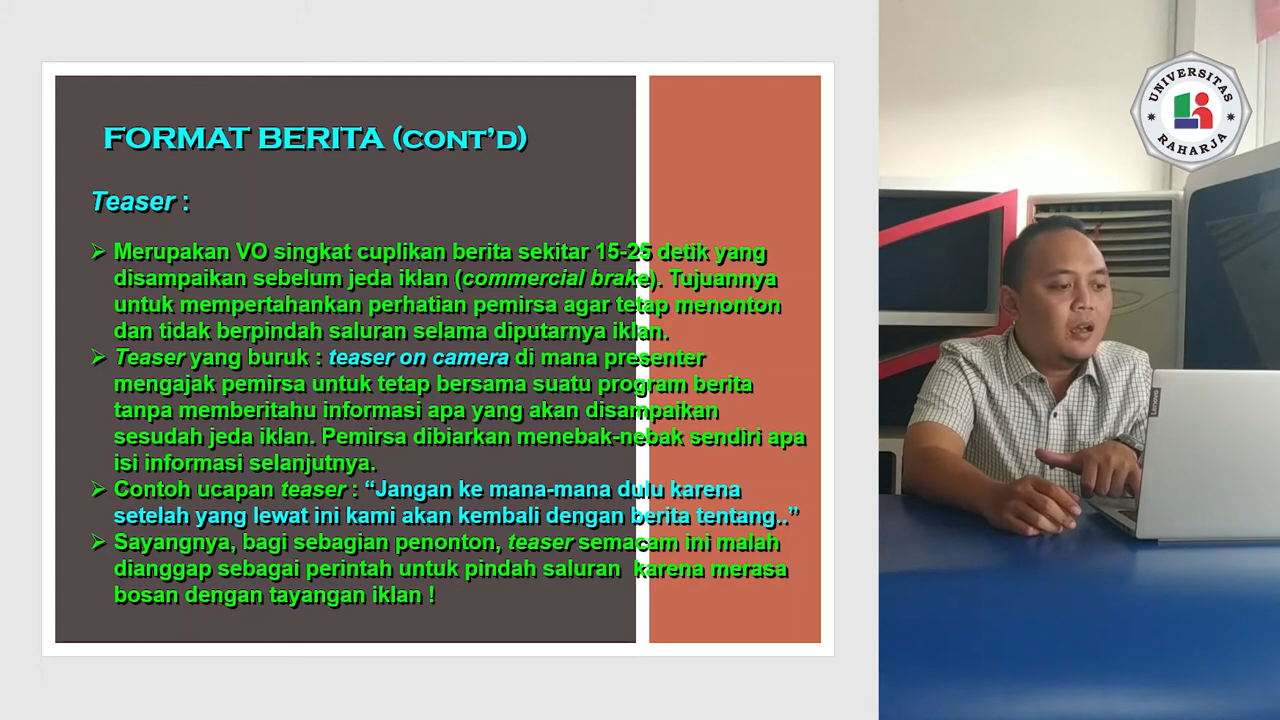 FORMAT BERITA (CONT'D)
Teaser :
Merupakan VO singkat cuplikan berita sekitar 15-25 detik yang
disampaikan sebelum jeda iklan (commercial brake). Tujuannya
untuk mempertahankan perhatian pemirsa agar tetap menonton
dan tidak berpindah saluran selama diputarnya iklan.
Teaser yang buruk : teaser on camera di mana presenter
mengajak pemirsa untuk tetap bersama suatu program berita
tanpa memberitahu informasi apa yang akan disampaikan
sesudah jeda iklan. Pemirsa dibiarkan menebak-nebak sendiri apa
isi informasi selanjutnya.
Contoh ucapan teaser : “Jangan ke mana-mana dulu karena
setelah yang lewat ini kami akan kembali dengan berita tentang..”
Sayangnya, bagi sebagian penonton, teaser semacam ini malah
dianggap sebagai perintah untuk pindah saluran karena merasa
bosan dengan tayangan iklan !
UNIVERSITAS
RAHARJA
Lenovo